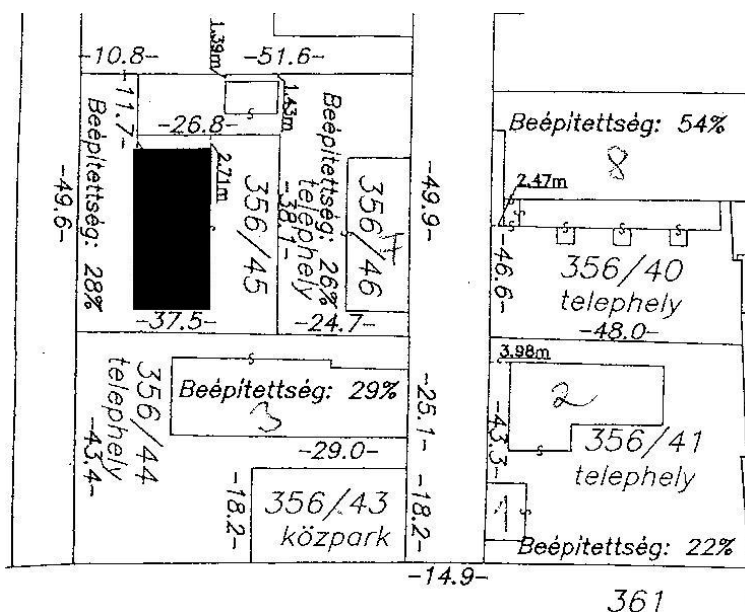 -10.8-
1.39m
-51.6-
-11.7-
1.43m
-26.8-
2.71m
Beépítettség: 28%
-49.6-
356/45
-38.1-
Beépítettség: 26%
telephely
356/46
-49.9-
-37.5-
-24.7-
Beépítettség: 54%
8
2.47m
-46.6-
356/40
telephely
-48.0-
3.98m
356/44
telephely
-43.4-
Beépítettség: 29%
3
-29.0-
-25.1-
-43.3-
2
356/41
telephely
-18.2-
356/43
közpark
-18.2-
1
Beépítettség: 22%
-14.9-
361